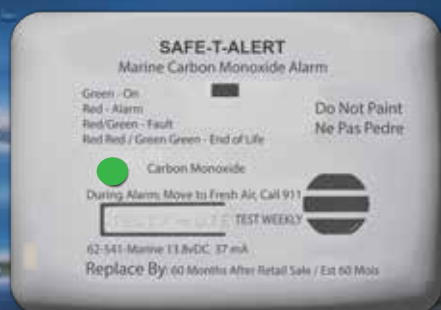 SAFE-T-ALERT
Marine Carbon Monoxide Alarm
Green - On
Red - Alarm
Red/Green - Fault
Red Red / Green Green - End of Life
Do Not Paint
Ne Pas Pedre
Carbon Monoxide
During Alarm, Move to Fresh Air, Call 911
TEST / MUTE TEST WEEKLY
62-541-Marine 13.8vDC, 37 mA
Replace By: 60 Months After Retail Sale / Est 60 Mois